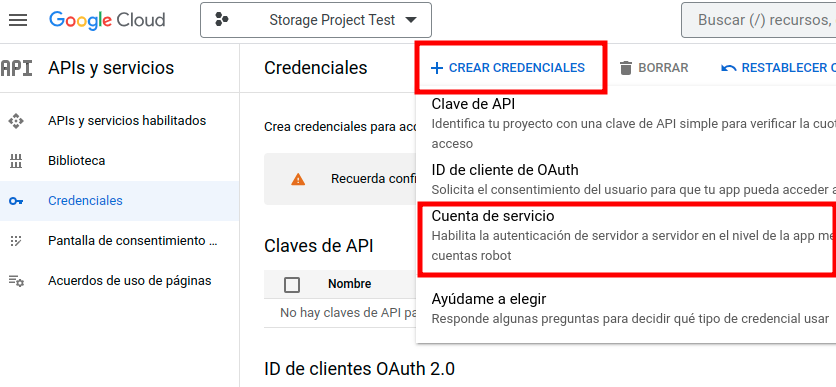 Google Cloud
Storage Project Test
Buscar (/) recursos,
API
APIs y servicios
Credenciales
+ CREAR CREDENCIALES
BORRAR
RESTABLECER C
APIs y servicios habilitados
Biblioteca
Credenciales
Pantalla de consentimiento ...
Acuerdos de uso de páginas
Crea credenciales para acc
Recuerda confi
Claves de API
Nombre
No hay claves de API pa
ID de clientes OAuth 2.0
Clave de API
Identifica tu proyecto con una clave de API simple para verificar la cuot
acceso
ID de cliente de OAuth
Solicita el consentimiento del usuario para que tu app pueda acceder a
Cuenta de servicio
Habilita la autenticación de servidor a servidor en el nivel de la app me
cuentas robot
Ayúdame a elegir
Responde algunas preguntas para decidir qué tipo de credencial usar